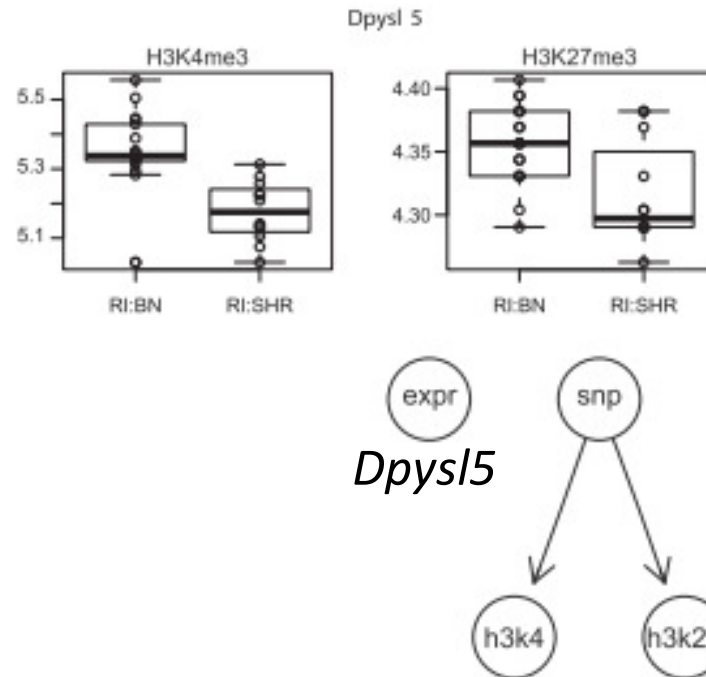 Dpysl 5
H3K4me3
H3K27me3
5.5
5.3
5.1
4.40
4.35
4.30
RI:BN
RI:SHR
RI:BN
RI:SHR
expr
snp
Dpysl5
h3k4
h3k2